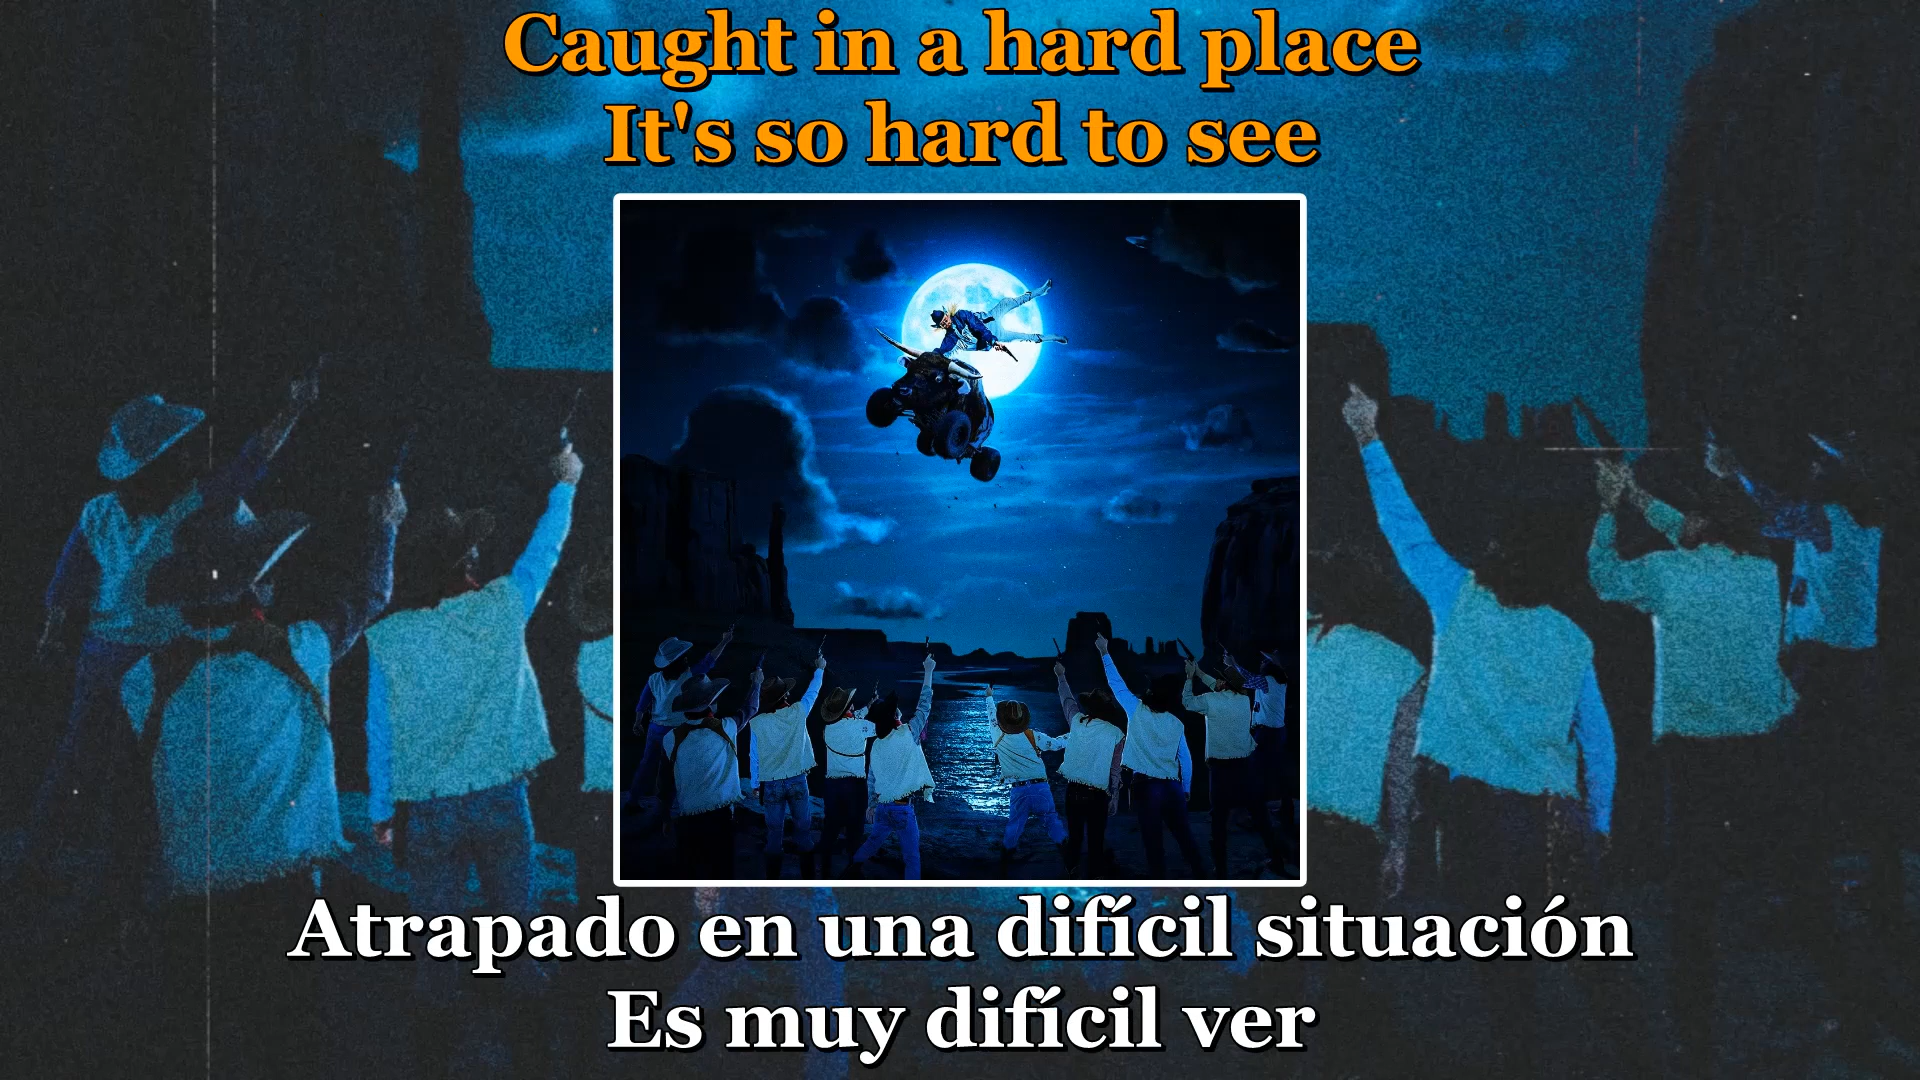 Caught in a hard place
It's so hard to see
Atrapado en una difícil situación
Es muy difícil ver